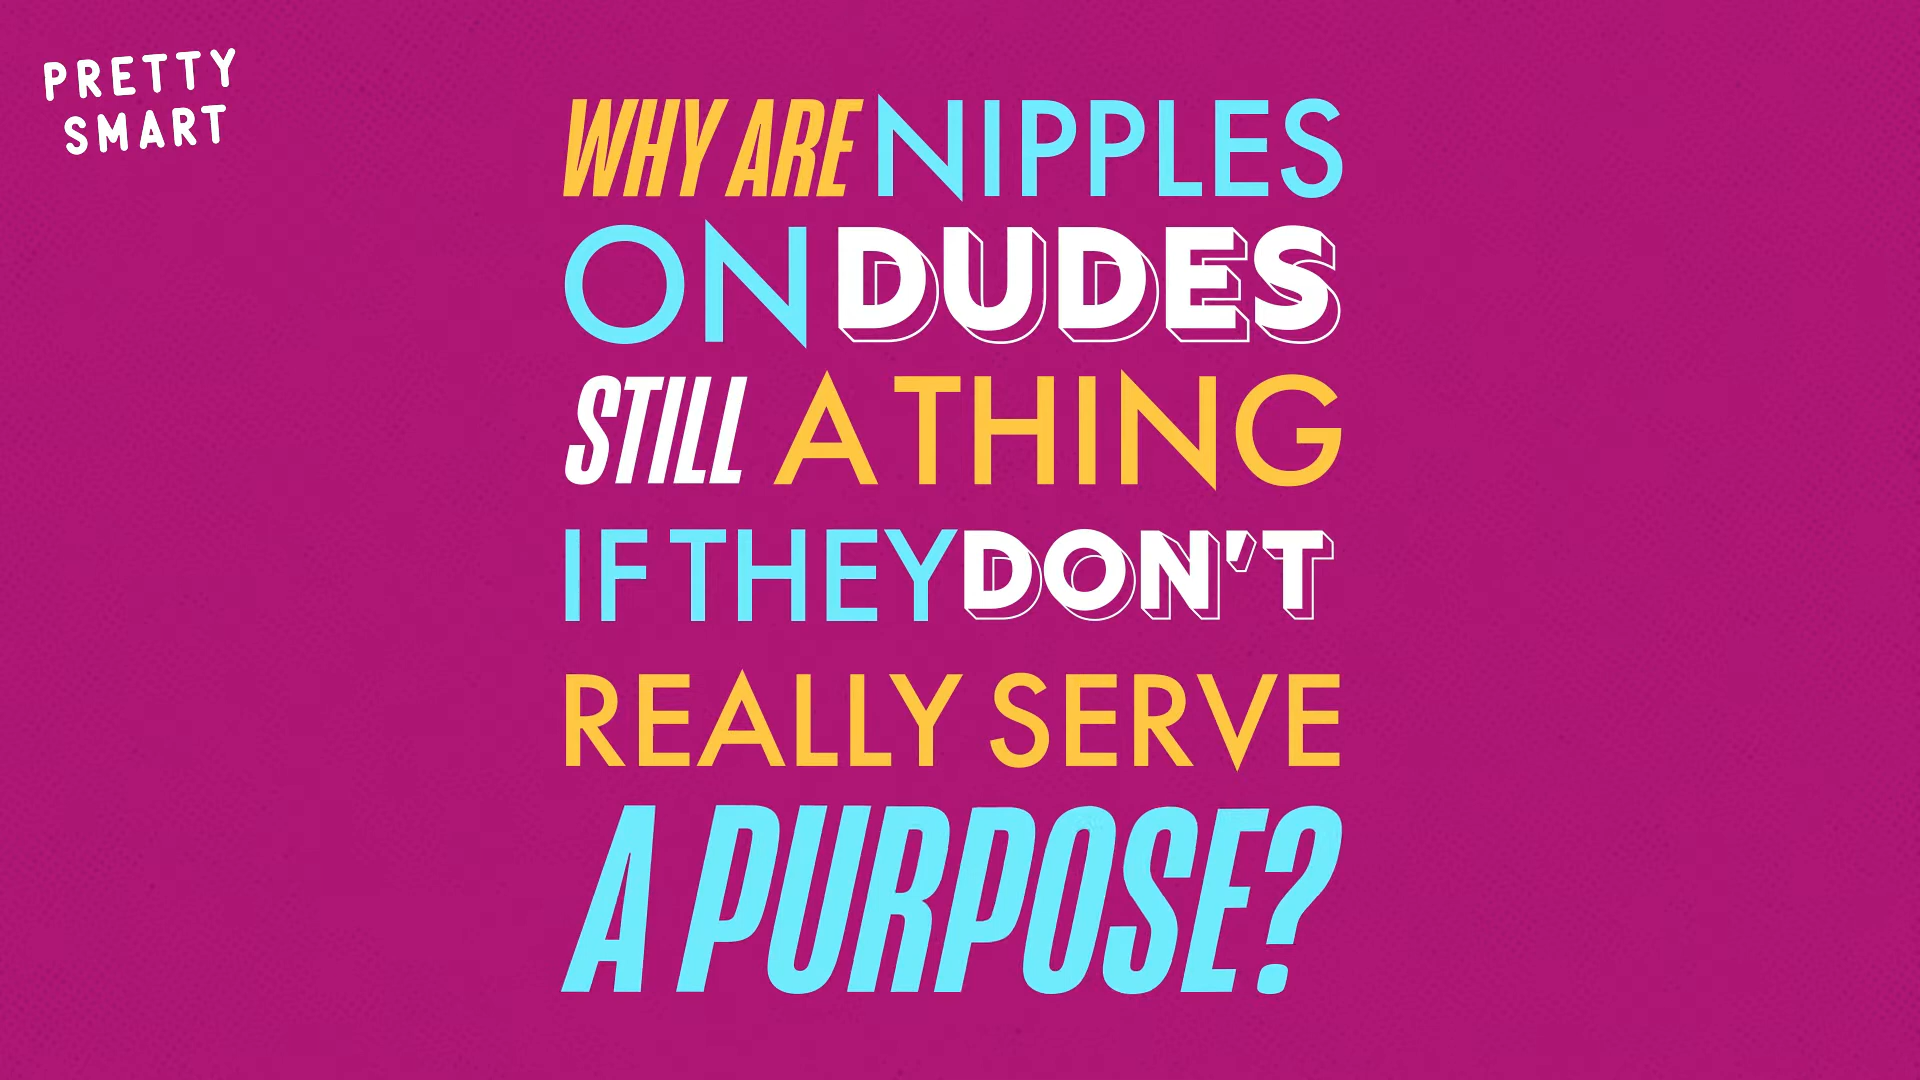 PRETTY
SMART
WHY ARE NIPPLES
ON DUDES
STILL A THING
IF THEY DON'T
REALLY SERVE
A PURPOSE?